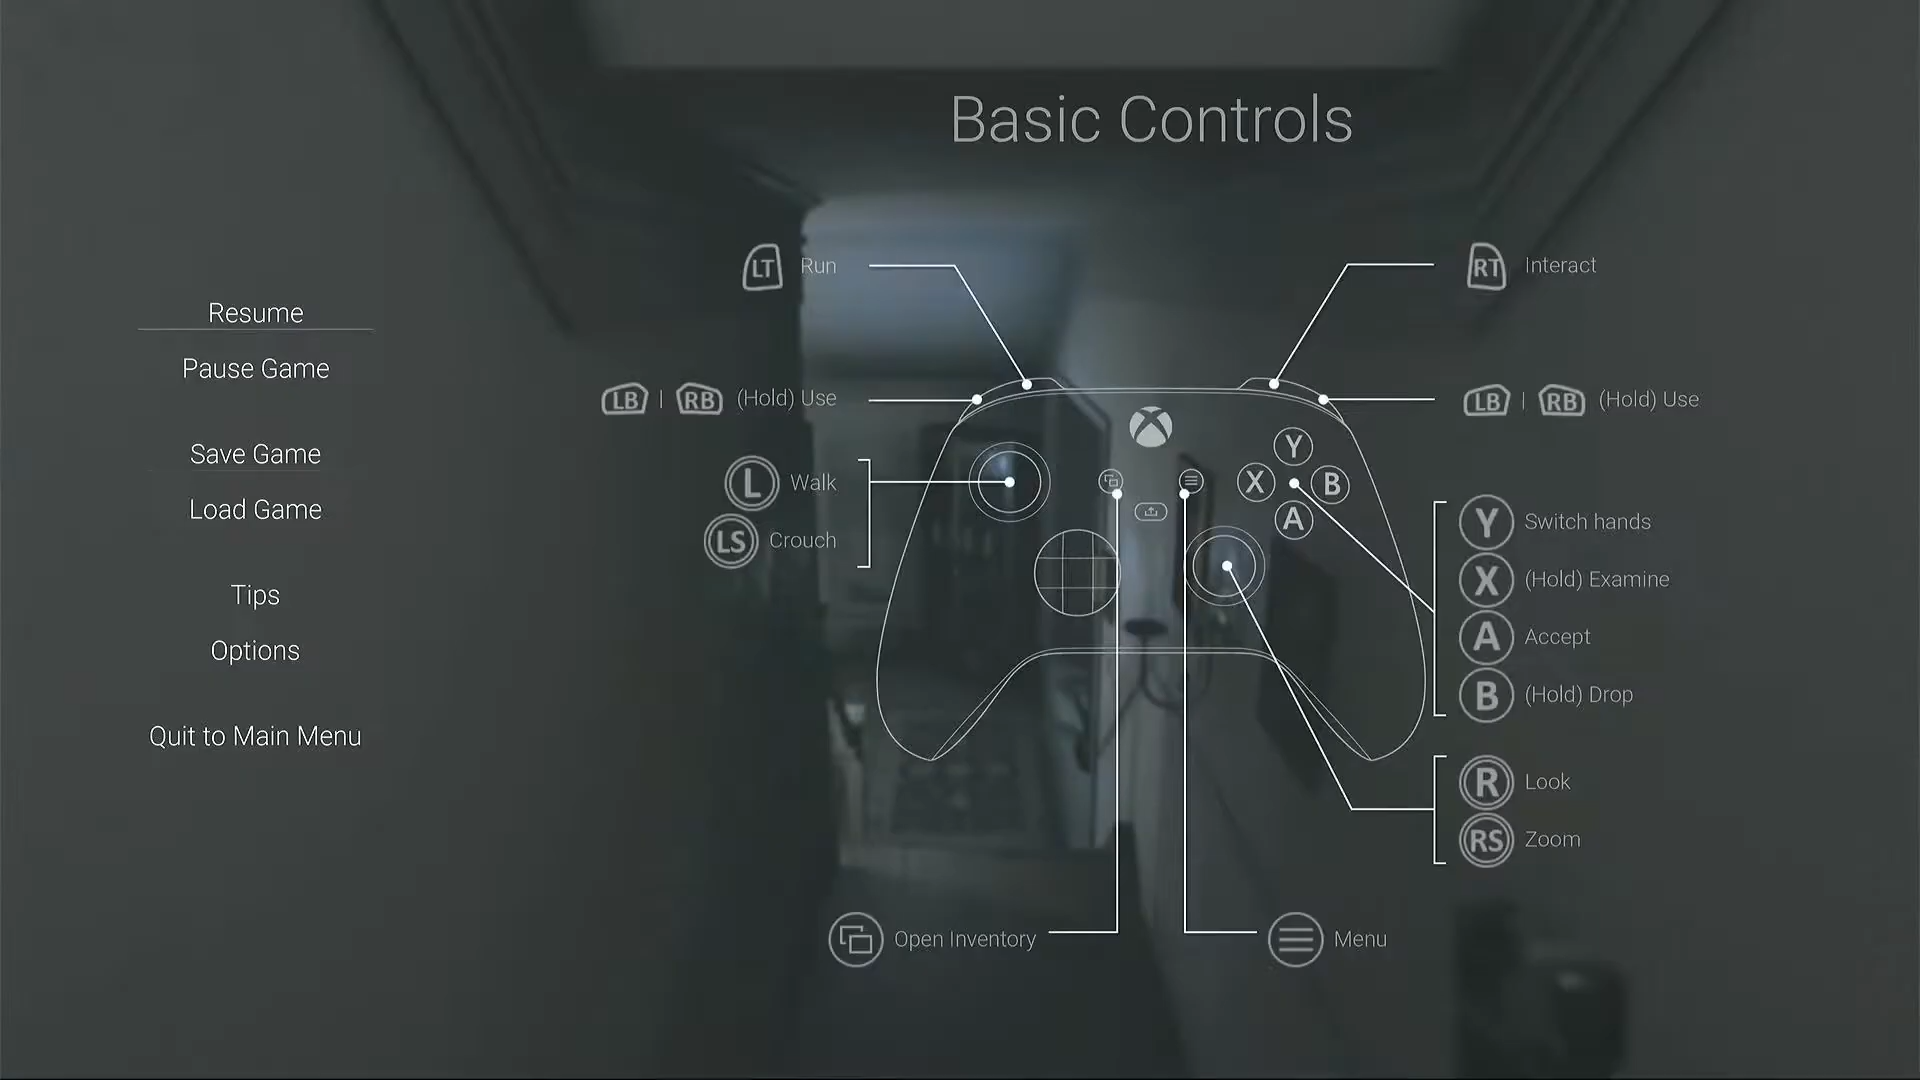 Basic Controls
Resume
Pause Game
Save Game
Load Game
Tips
Options
Quit to Main Menu
LT Run
LB | RB (Hold) Use
L Walk
LS Crouch
Y
X B
A
RT Interact
LB | RB (Hold) Use
Y Switch hands
X (Hold) Examine
A Accept
B (Hold) Drop
R Look
RS Zoom
Open Inventory
Menu